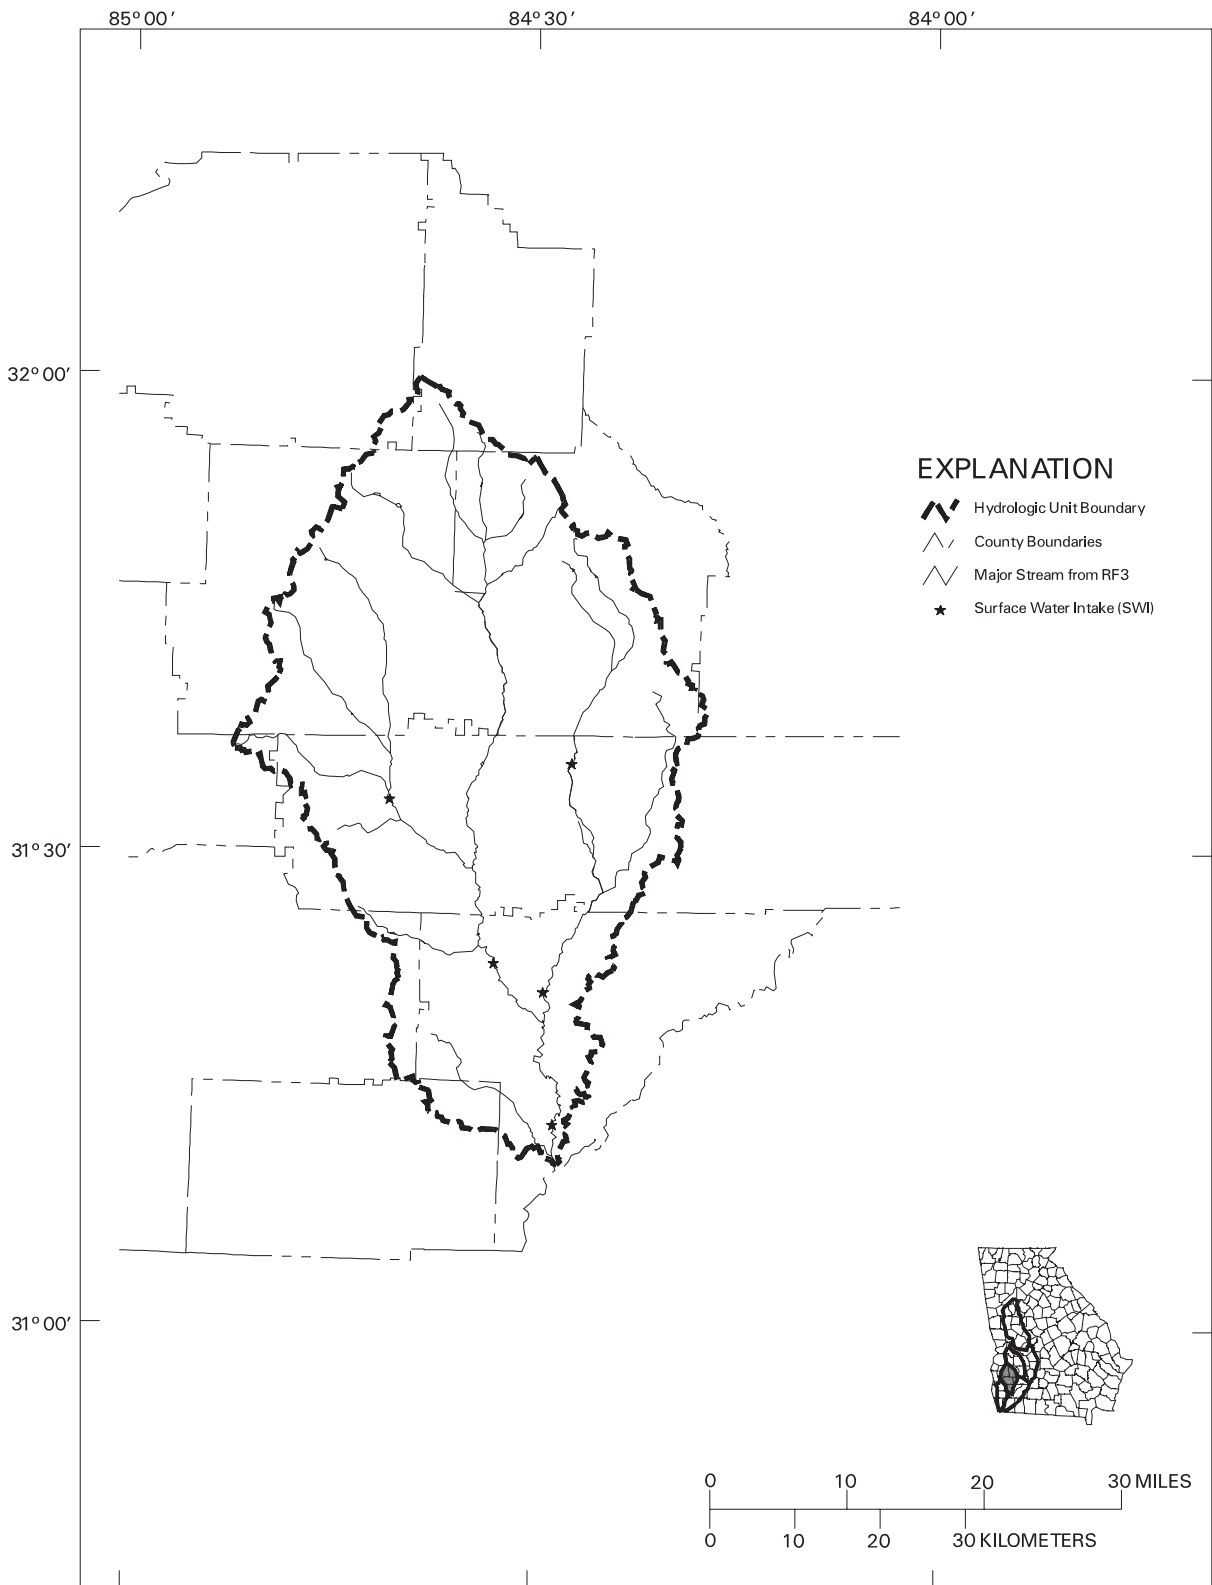 85°00′ 84°30′ 84°00′
32°00′
EXPLANATION
Hydrologic Unit Boundary
County Boundaries
Major Stream from RF3
Surface Water Intake (SWI)
31°30′
31°00′
0 10 20 30 MILES
0 10 20 30 KILOMETERS